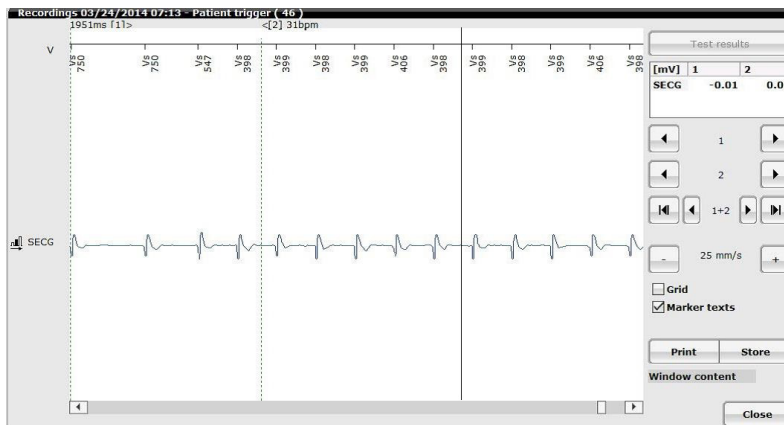 Recordings 03/24/2014 07:13 - Patient trigger ( 46 )
1951ms [1]>
<[2] 31bpm
V
Vs 750
Vs 750
Vs 547
Vs 398
Vs 399
Vs 398
Vs 399
Vs 406
Vs 398
Vs 399
Vs 398
Vs 399
Vs 406
Vs 398
SECG
Test results
[mV] 1 2
SECG -0.01 0.0
1
2
1+2
- 25 mm/s +
Grid
Marker texts
Print Store
Window content
Close